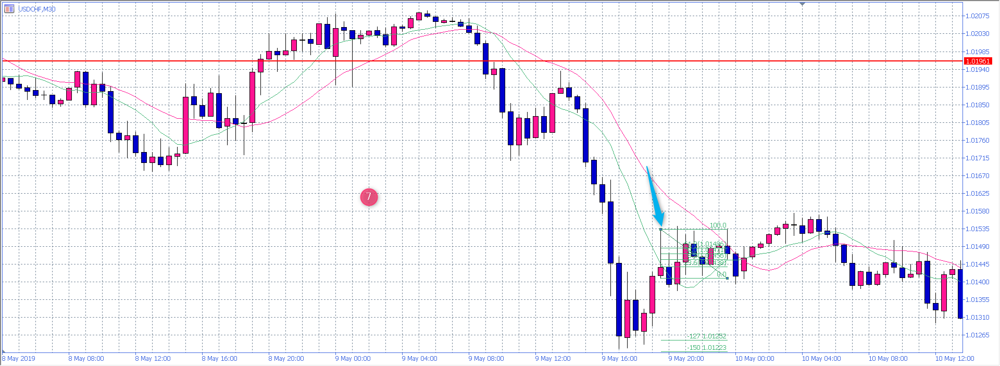 USDCHF,M30
1.02075
1.02030
1.01985
1.01961
1.01940
1.01895
1.01850
1.01805
1.01760
1.01715
1.01670
1.01625
1.01580
1.01535
1.01490
1.01445
1.01400
1.01355
1.01310
1.01265
7
100.0
0.0
-127 1.01252
-150 1.01223
8 May 2019
8 May 08:00
8 May 12:00
8 May 16:00
8 May 20:00
9 May 00:00
9 May 04:00
9 May 08:00
9 May 12:00
9 May 16:00
9 May 20:00
10 May 00:00
10 May 04:00
10 May 08:00
10 May 12:00